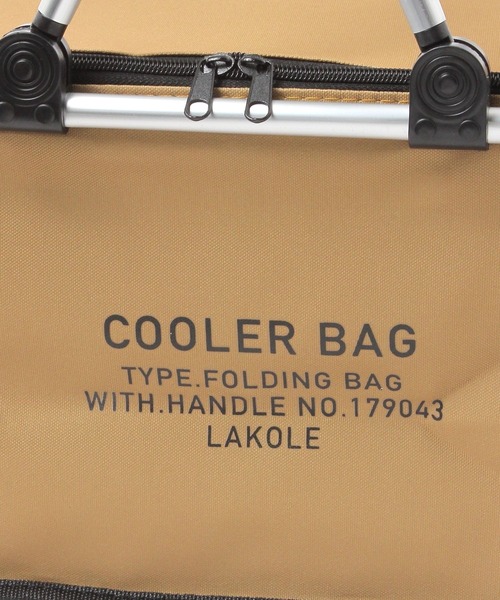 COOLER BAG
TYPE.FOLDING BAG
WITH.HANDLE NO.179043
LAKOLE